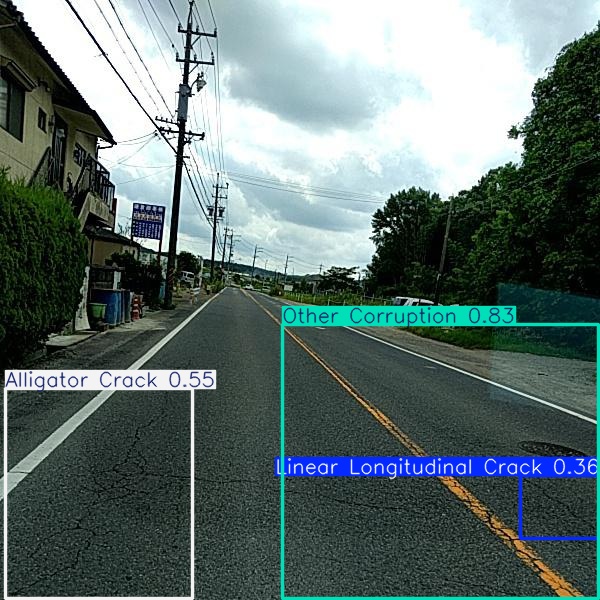 Other Corruption 0.83
Alligator Crack 0.55
Linear Longitudinal Crack 0.36